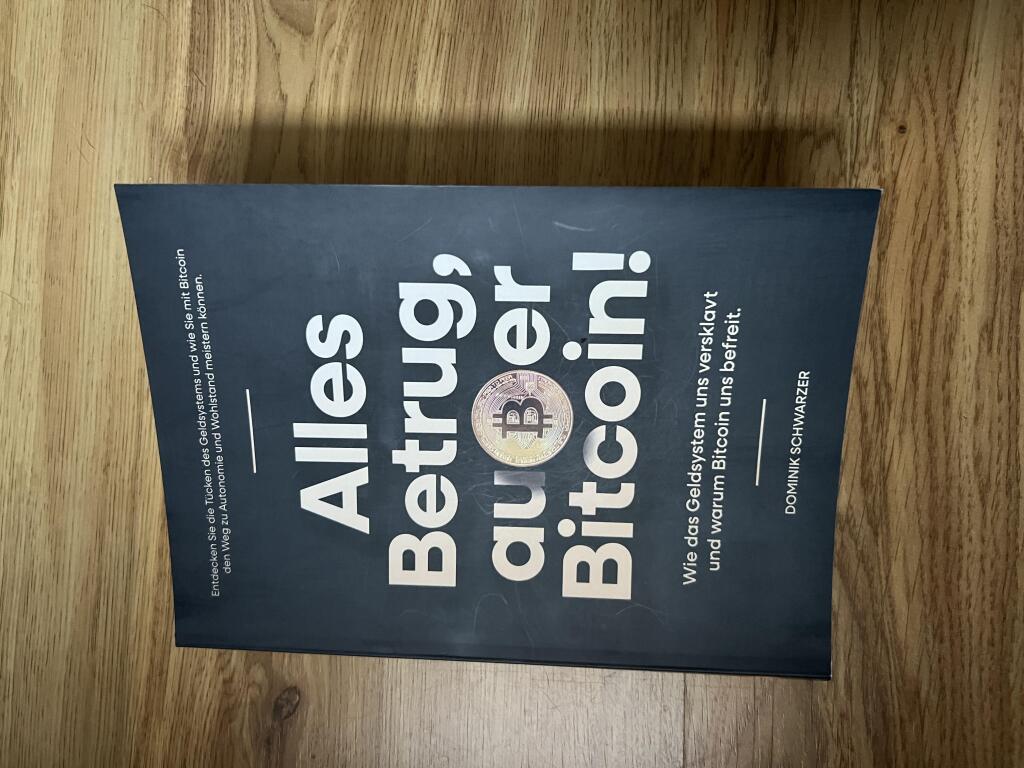 Entdecken Sie die Tücken des Geldsystems und wie Sie mit Bitcoin
den Weg zu Autonomie und Wohlstand meistern können.
Alles
Betrug,
außer
Bitcoin!
Wie das Geldsystem uns versklavt
und warum Bitcoin uns befreit.
DOMINIK SCHWARZER